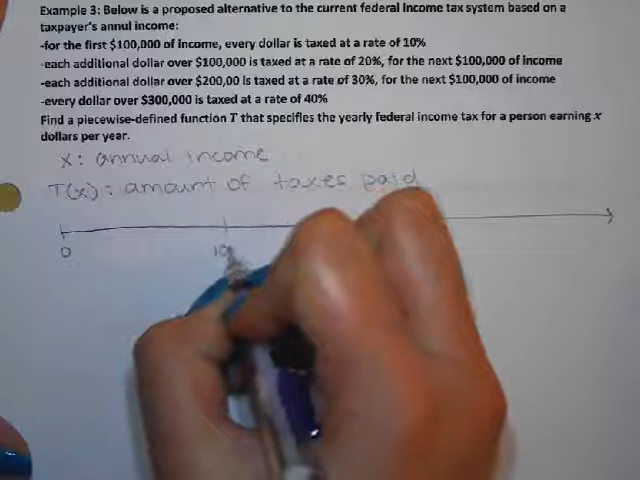 Example 3: Below is a proposed alternative to the current federal income tax system based on a
taxpayer's annul income:
-for the first $100,000 of income, every dollar is taxed at a rate of 10%
-each additional dollar over $100,000 is taxed at a rate of 20%, for the next $100,000 of income
-each additional dollar over $200,00 is taxed at a rate of 30%, for the next $100,000 of income
-every dollar over $300,000 is taxed at a rate of 40%
Find a piecewise-defined function T that specifies the yearly federal income tax for a person earning x
dollars per year.
x: annual income
T(x): amount of taxes paid
0 10